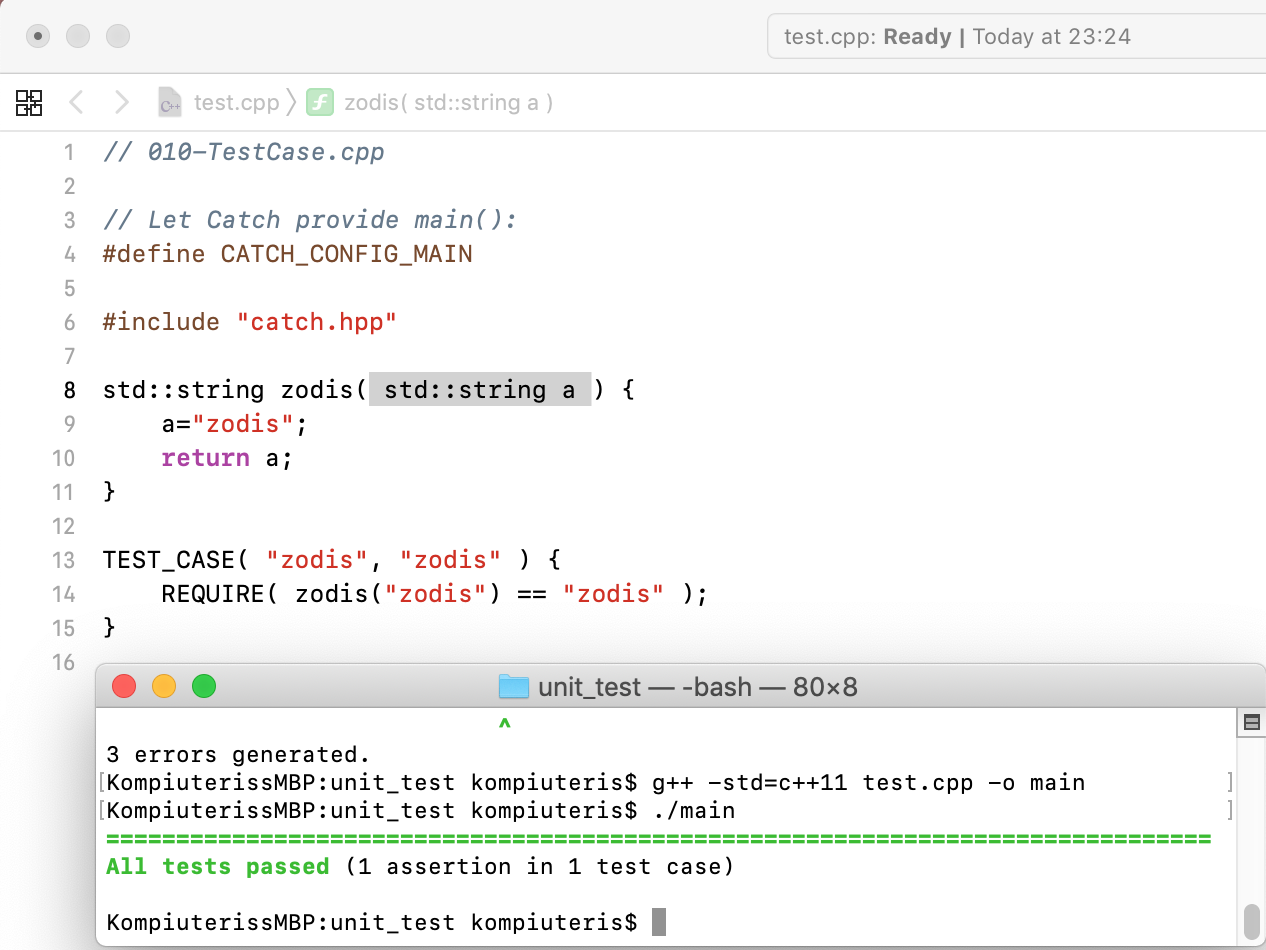 test.cpp: Ready | Today at 23:24
test.cpp zodis( std::string a )
1 // 010-TestCase.cpp
2
3 // Let Catch provide main():
4 #define CATCH_CONFIG_MAIN
5
6 #include "catch.hpp"
7
8 std::string zodis( std::string a ) {
9     a="zodis";
10     return a;
11 }
12
13 TEST_CASE( "zodis", "zodis" ) {
14     REQUIRE( zodis("zodis") == "zodis" );
15 }
16
unit_test — -bash — 80×8
^
3 errors generated.
[KompiuterissMBP:unit_test kompiuteris$ g++ -std=c++11 test.cpp -o main ]
[KompiuterissMBP:unit_test kompiuteris$ ./main ]
===============================================================================
All tests passed (1 assertion in 1 test case)
KompiuterissMBP:unit_test kompiuteris$